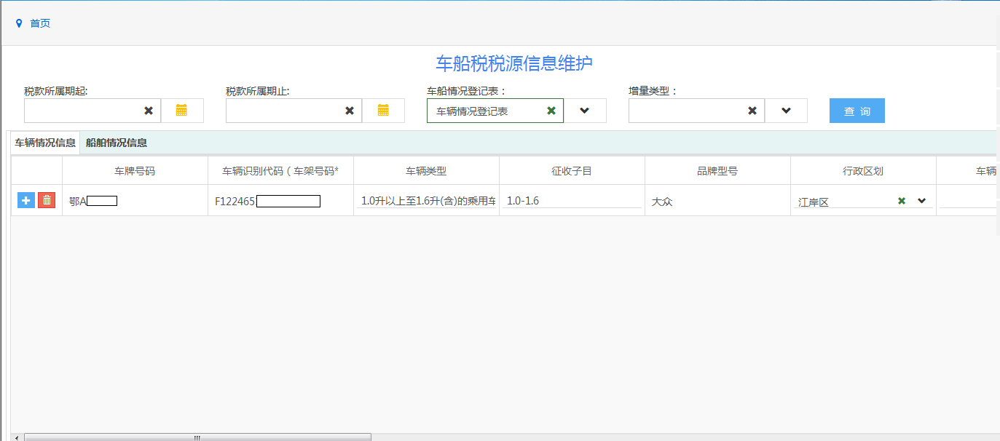 首页
车船税税源信息维护
税款所属期起: 税款所属期止: 车船情况登记表： 增量类型：
车辆情况登记表 查 询
车辆情况信息 船舶情况信息
车牌号码 车辆识别代码（车架号码* 车辆类型 征收子目 品牌型号 行政区划 车辆
鄂A F122465 1.0升以上至1.6升(含)的乘用车 1.0-1.6 大众 江岸区